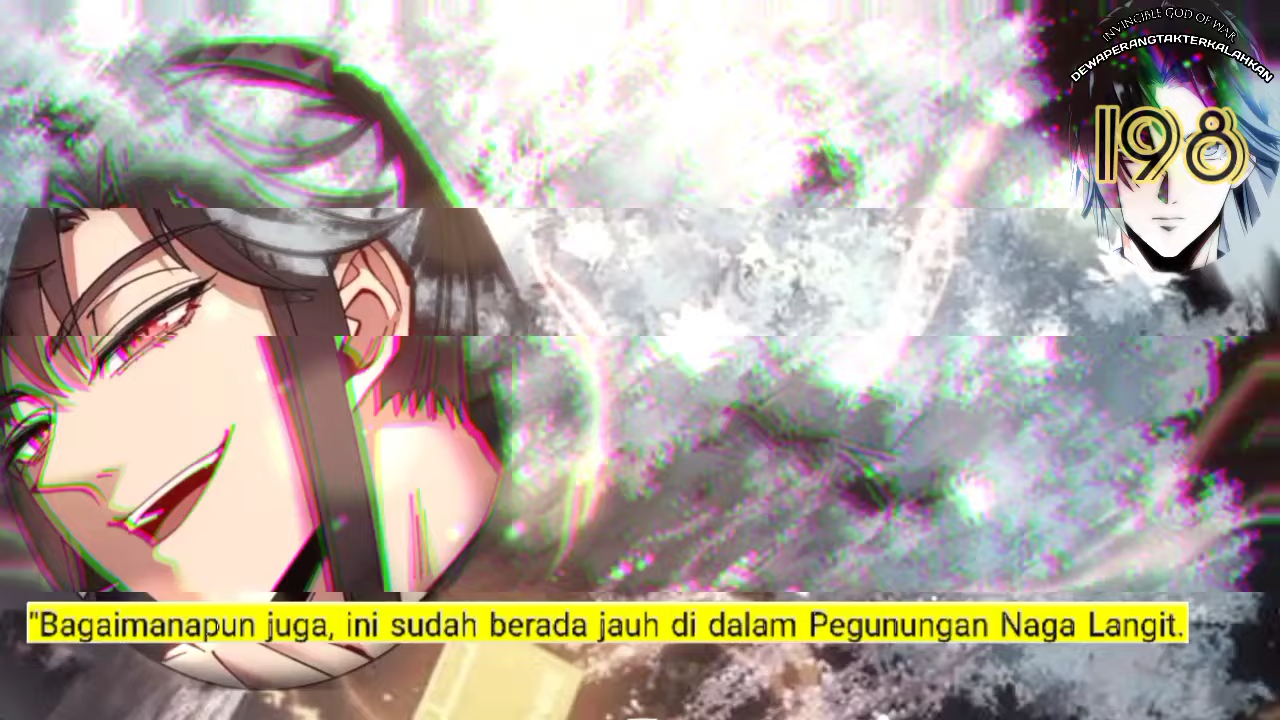 INVINCIBLE GOD OF WAR
DEWAPERANGTAKTERKALAHKAN
198
"Bagaimanapun juga, ini sudah berada jauh di dalam Pegunungan Naga Langit.